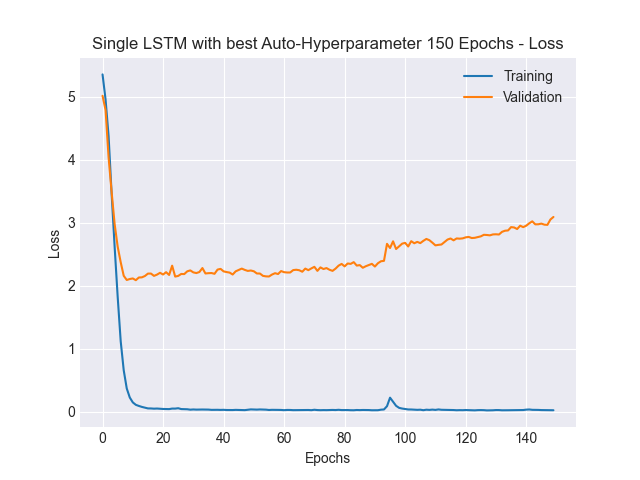 Single LSTM with best Auto-Hyperparameter 150 Epochs - Loss
Training
Validation
5
4
3
2
1
0
Loss
0 20 40 60 80 100 120 140
Epochs